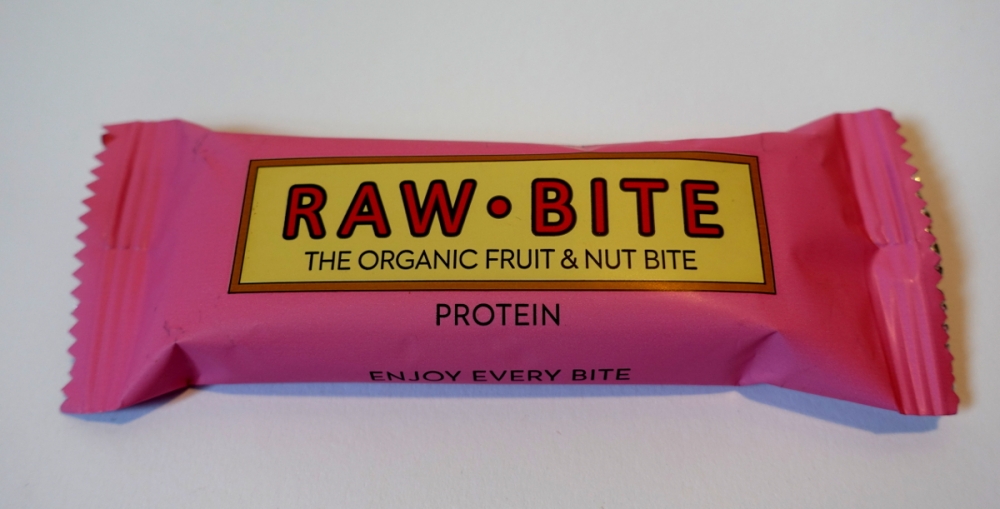 RAW • BITE
THE ORGANIC FRUIT & NUT BITE
PROTEIN
ENJOY EVERY BITE